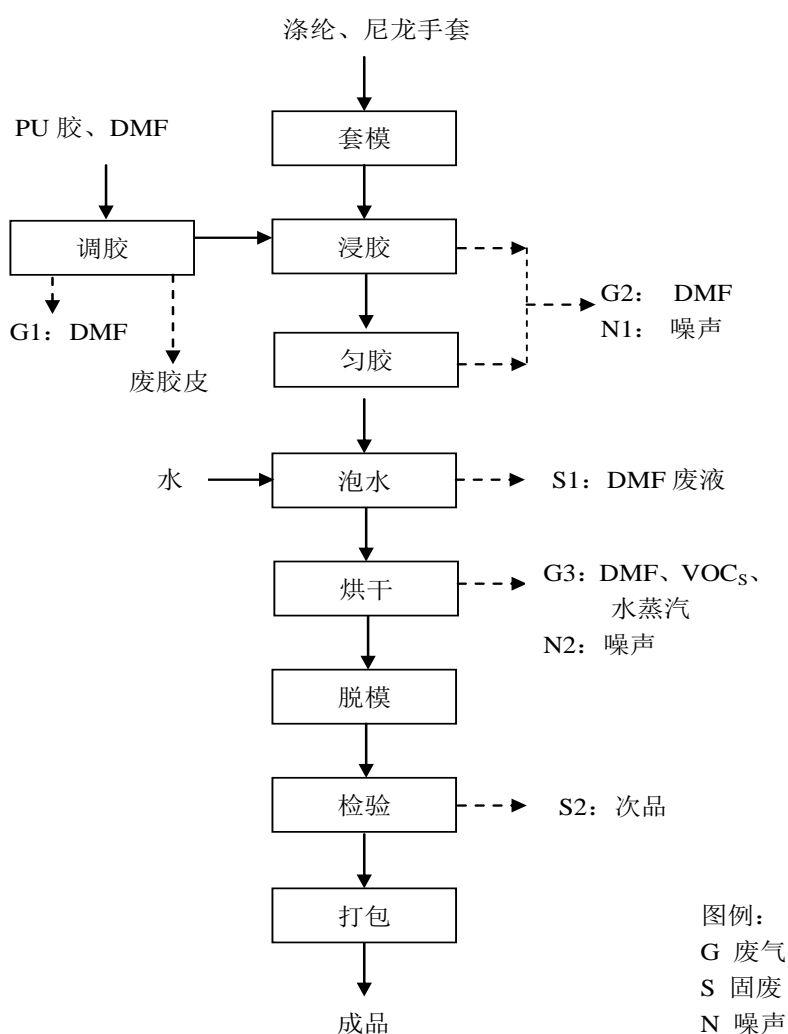 涤纶、尼龙手套
PU 胶、DMF
套模
调胶
浸胶
G1：DMF
废胶皮
G2： DMF
N1： 噪声
匀胶
水
泡水
S1：DMF 废液
烘干
G3：DMF、VOCS、
水蒸汽
N2：噪声
脱模
检验
S2：次品
打包
成品
图例：
G 废气
S 固废
N 噪声